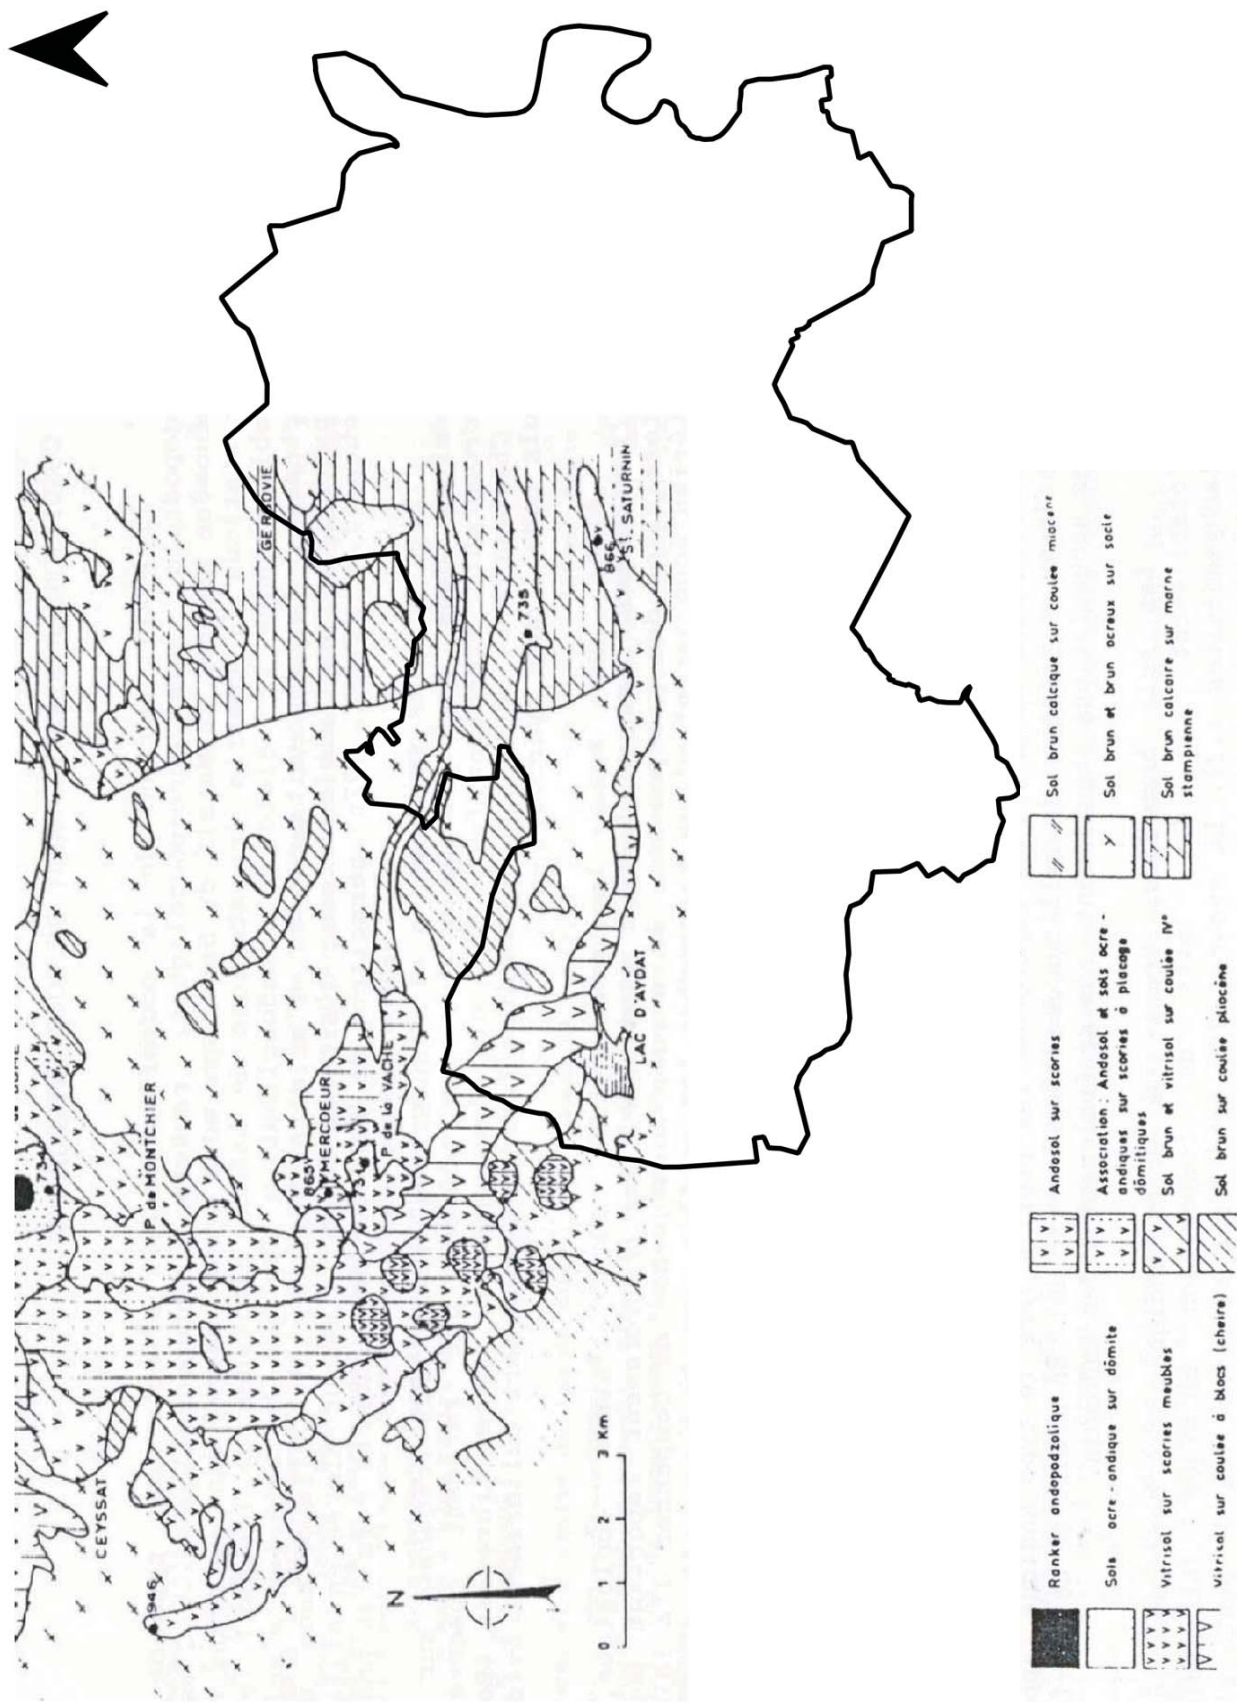 GERGOVIE
P de MONTCHIER
734
CEYSSAT
946
863
MERCOEUR
P de la VACHE
735
866
St. SATURNIN
LAC D'AYDAT
N
0 1 2 3 Km
Ranker andopodzolique
Sols ocre-andique sur dômite
Vitrisol sur scories meubles
Vitrisol sur coulée à blocs (cheire)
Andosol sur scories
Association : Andosol et sols ocre-
andiques sur scories à placage
dômitiques
Sol brun et vitrisol sur coulée IV°
Sol brun sur coulée pliocène
Sol brun calcique sur coulée miocène
Sol brun et brun ocreux sur socle
Sol brun calcaire sur marne
stampienne